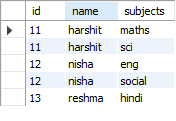 id name subjects
11 harshit maths
11 harshit sci
12 nisha eng
12 nisha social
13 reshma hindi